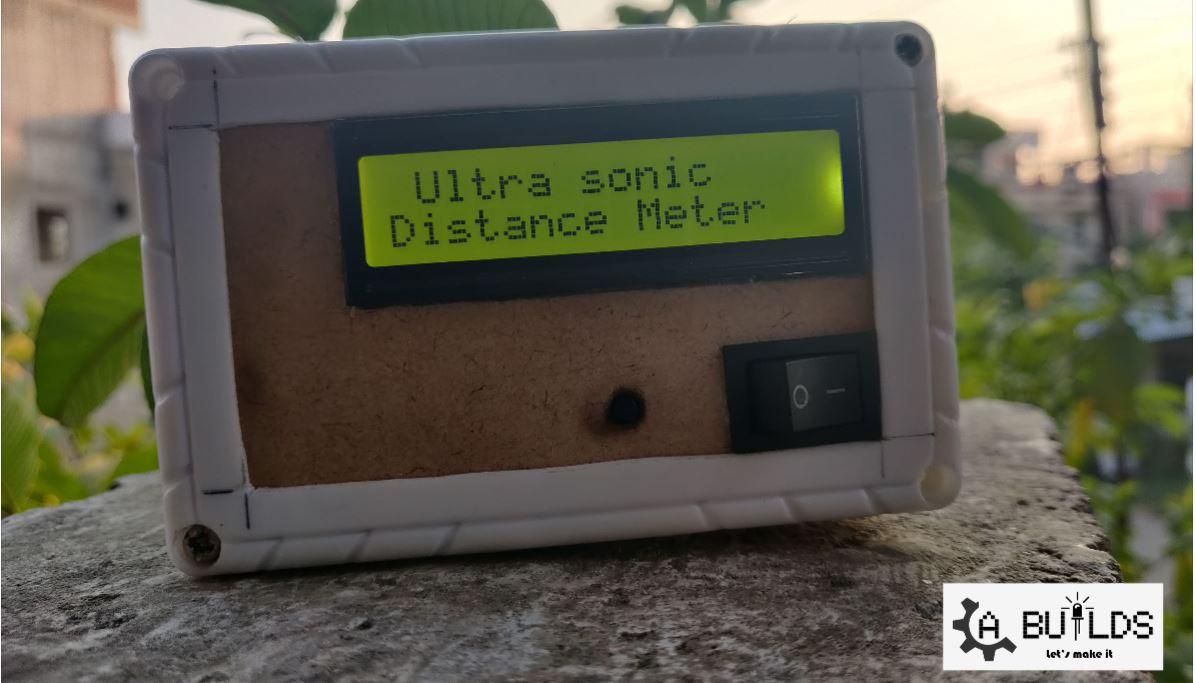 Ultra sonic
Distance Meter
A BUILDS
let's make it